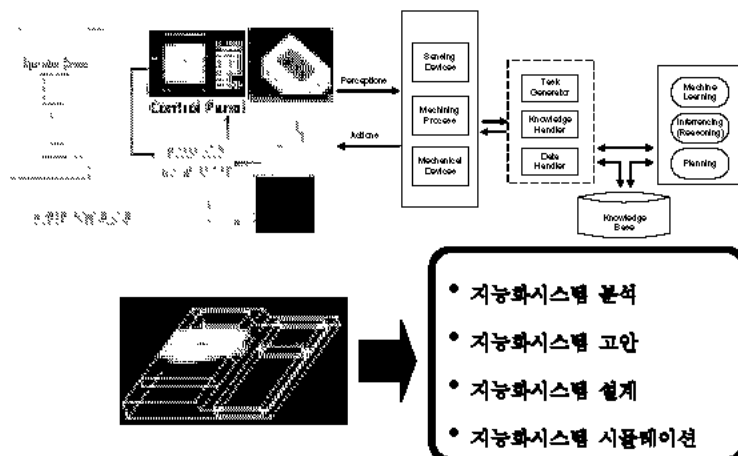 Control Panel
Perceptions
Actions
Sensing
Devices
Machining
Process
Mechanical
Devices
Task
Generator
Knowledge
Handler
Data
Handler
Machine
Learning
Inferrencing
(Reasoning)
Planning
Knowledge
Base
• 지능화시스템 분석
• 지능화시스템 고안
• 지능화시스템 설계
• 지능화시스템 시뮬레이션